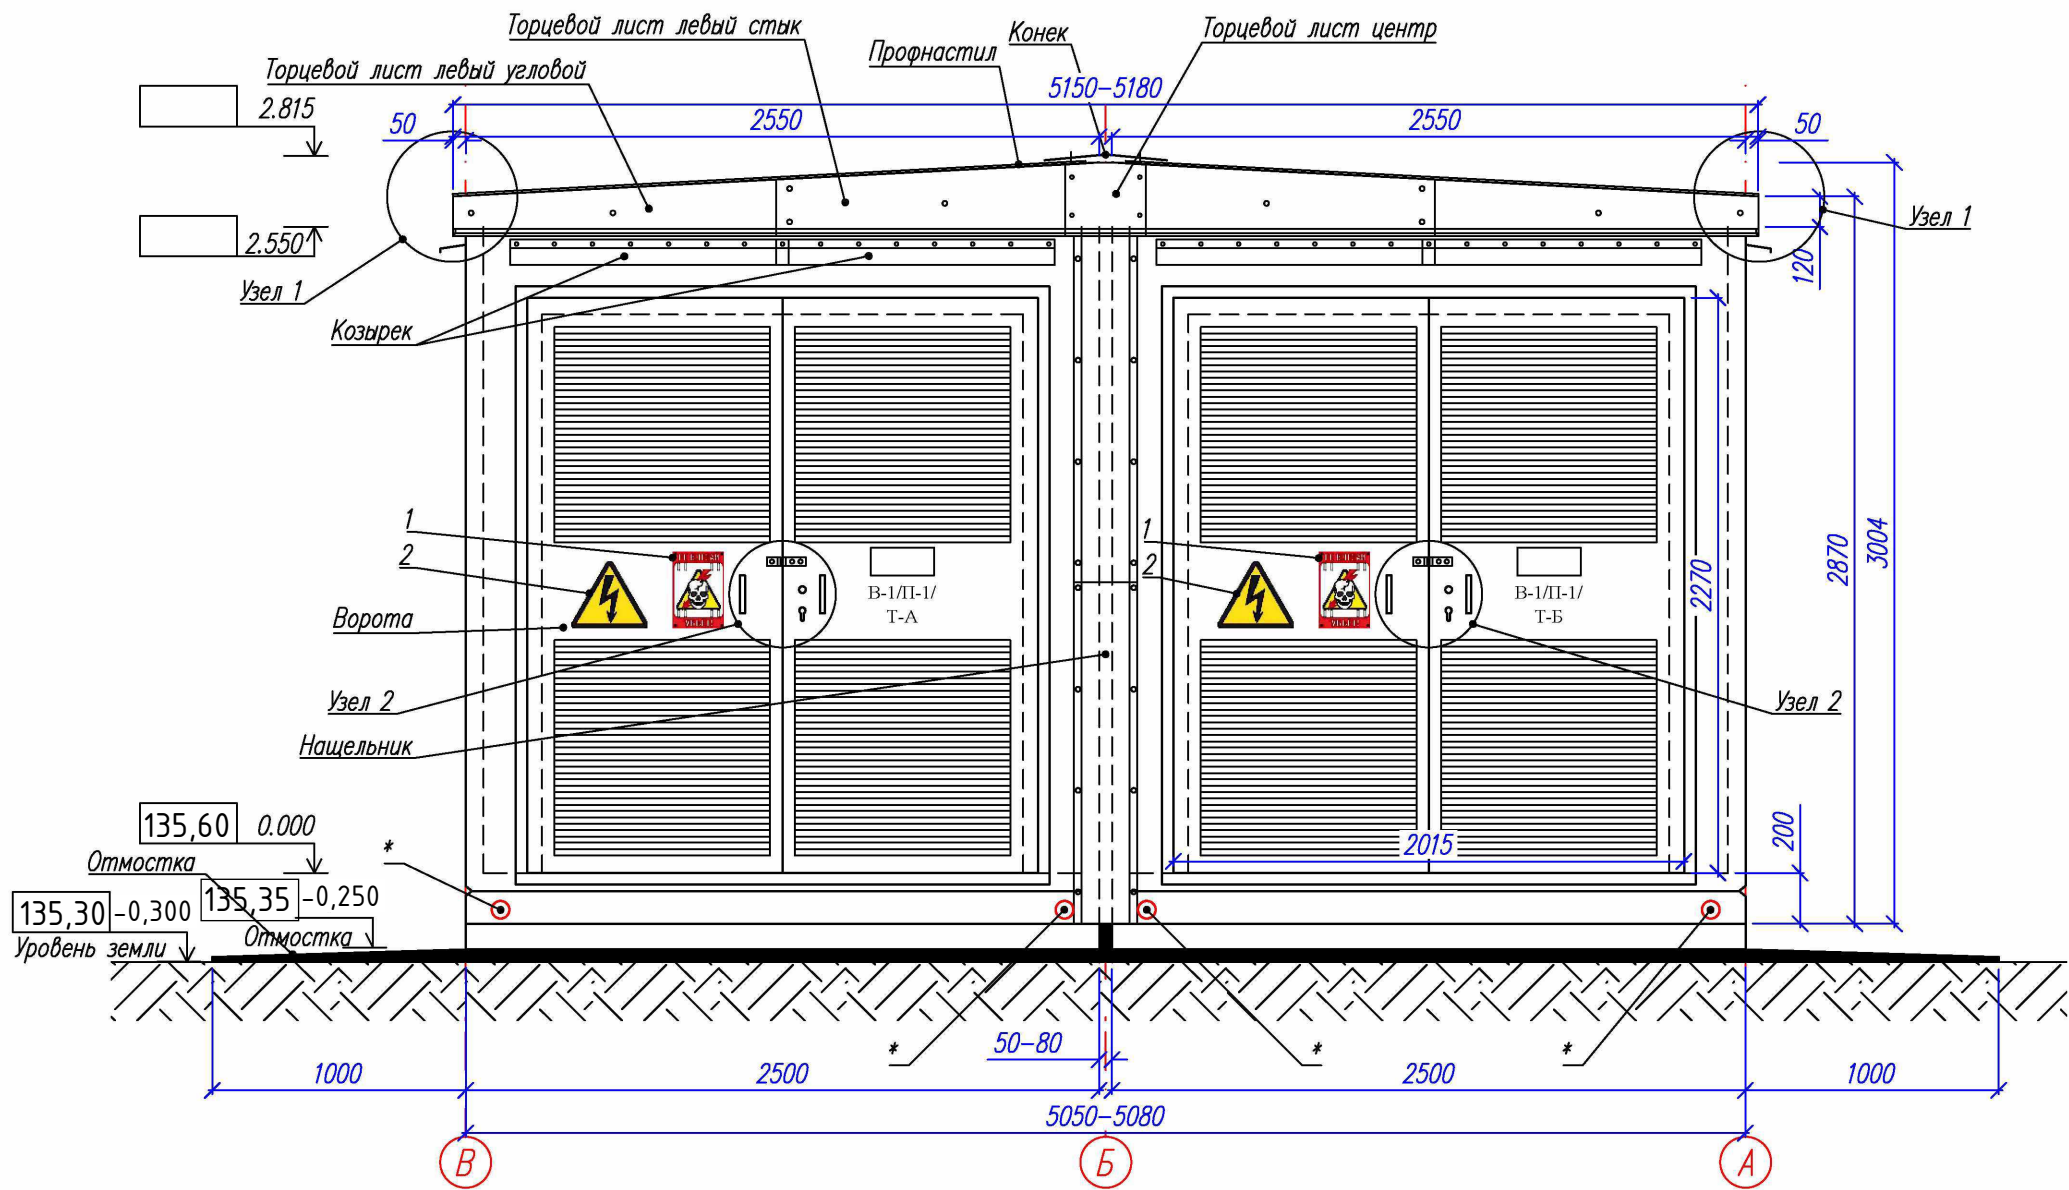 Торцевой лист левый стык
Конек
Торцевой лист центр
Профнастил
Торцевой лист левый угловой
5150-5180
2.815
50
2550
2550
50
2.550
Узел 1
Узел 1
120
Козырек
1
2
1
2
В-1/П-1/
Т-А
В-1/П-1/
Т-Б
2270
2870
3004
Ворота
Узел 2
Узел 2
Нащельник
135,60
0.000
*
2015
200
Отмостка
135,35
-0,250
135,30
-0,300
Отмостка
Уровень земли
*
50-80
*
*
1000
2500
2500
1000
5050-5080
В
Б
А